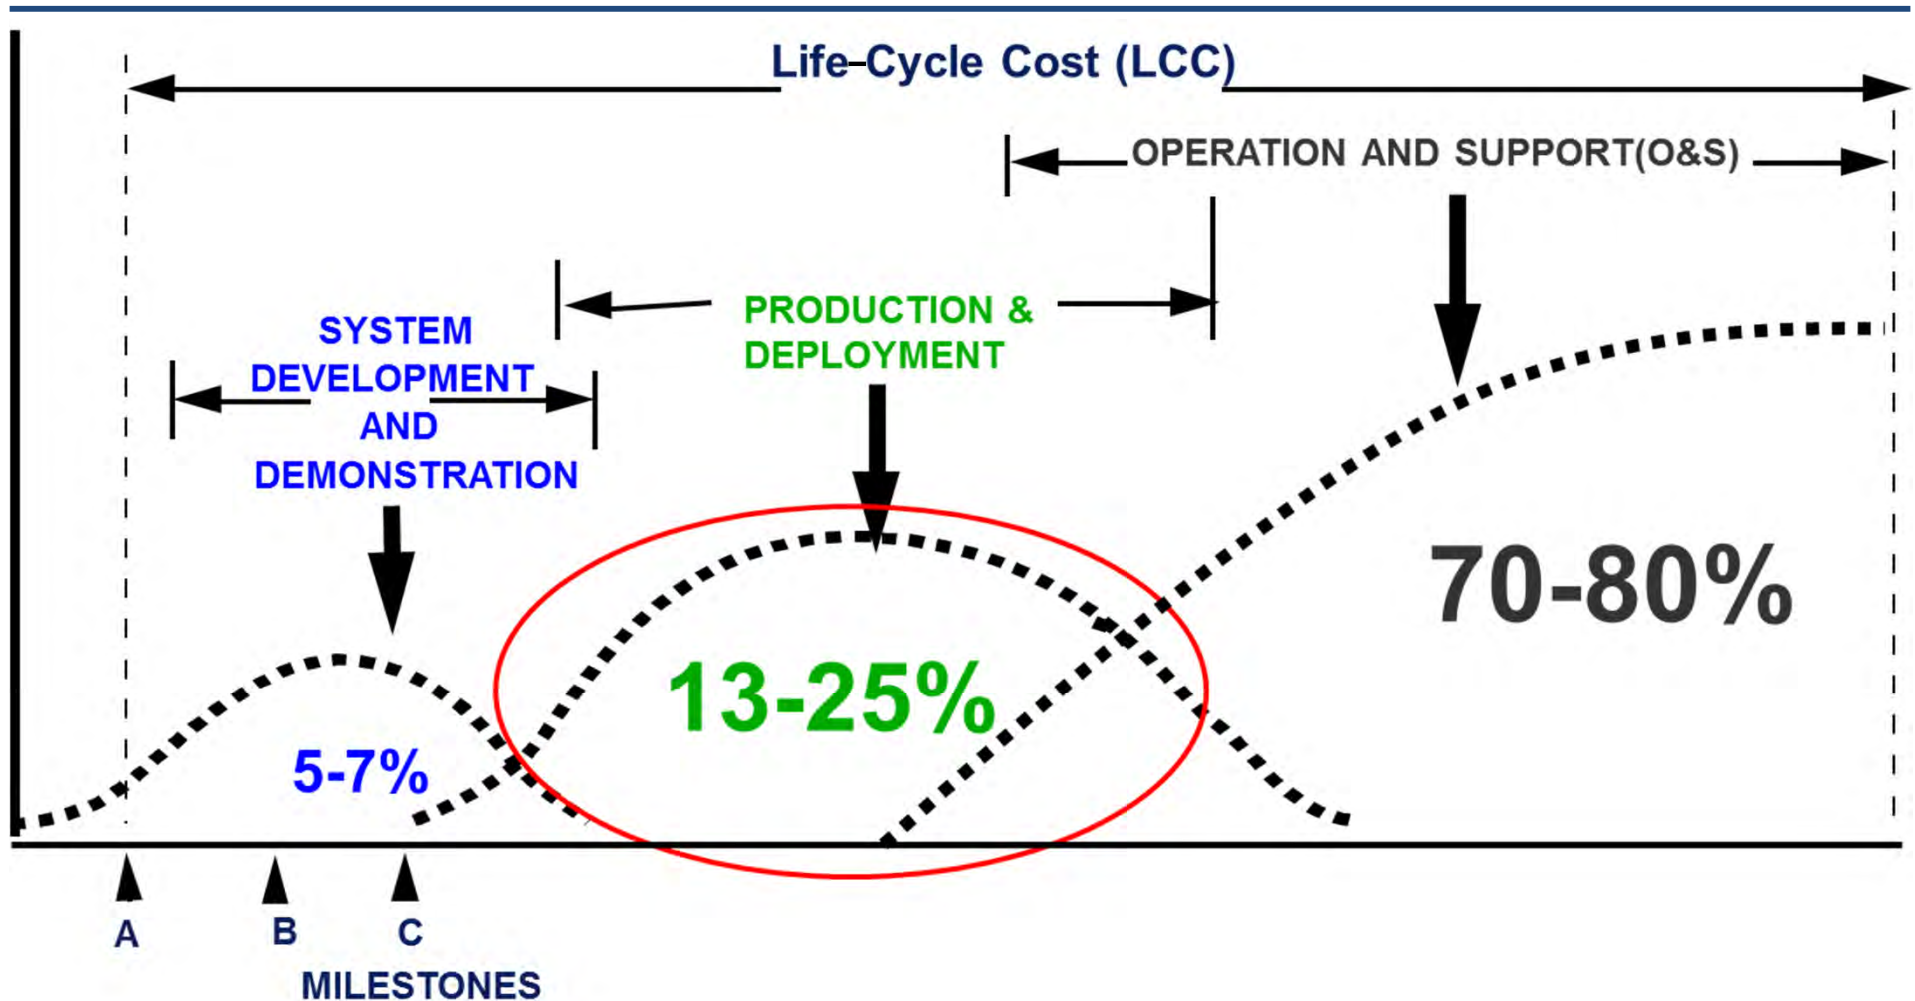 Life-Cycle Cost (LCC)
OPERATION AND SUPPORT(O&S)
PRODUCTION &
DEPLOYMENT
SYSTEM
DEVELOPMENT
AND
DEMONSTRATION
70-80%
13-25%
5-7%
A
B
C
MILESTONES